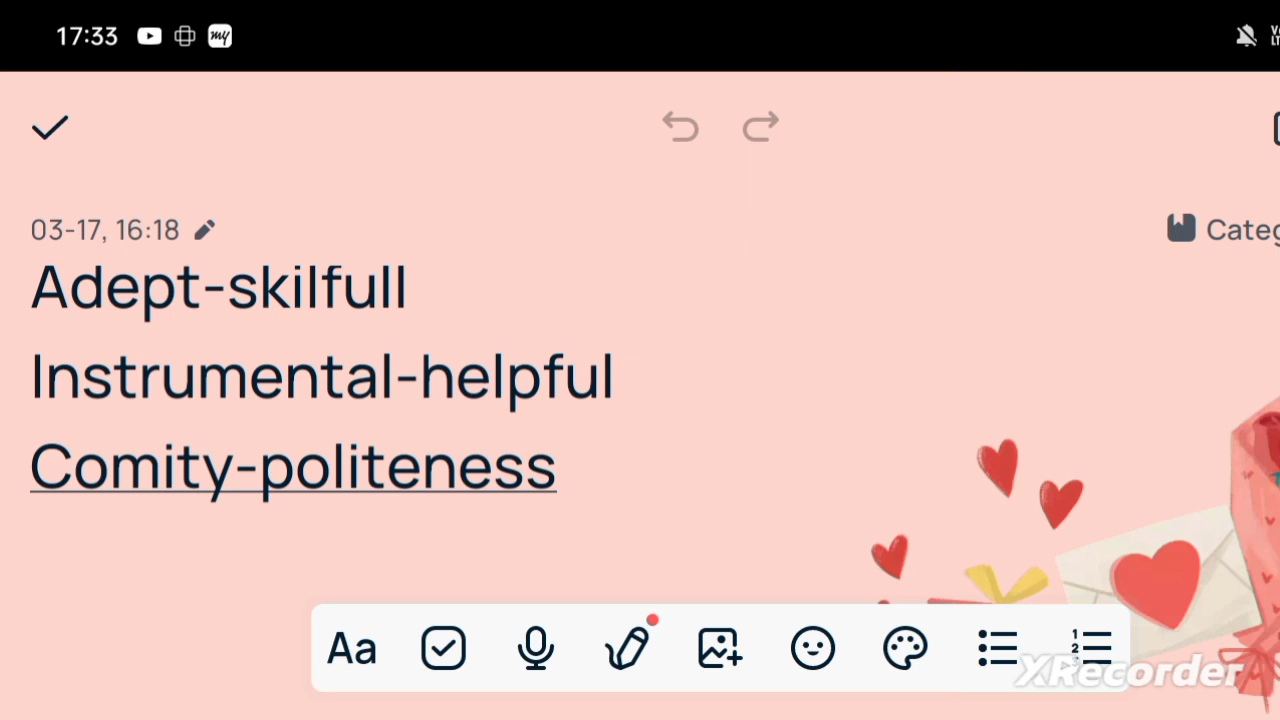 17:33
03-17, 16:18
Adept-skilfull
Instrumental-helpful
Comity-politeness
Aa
XRecorder